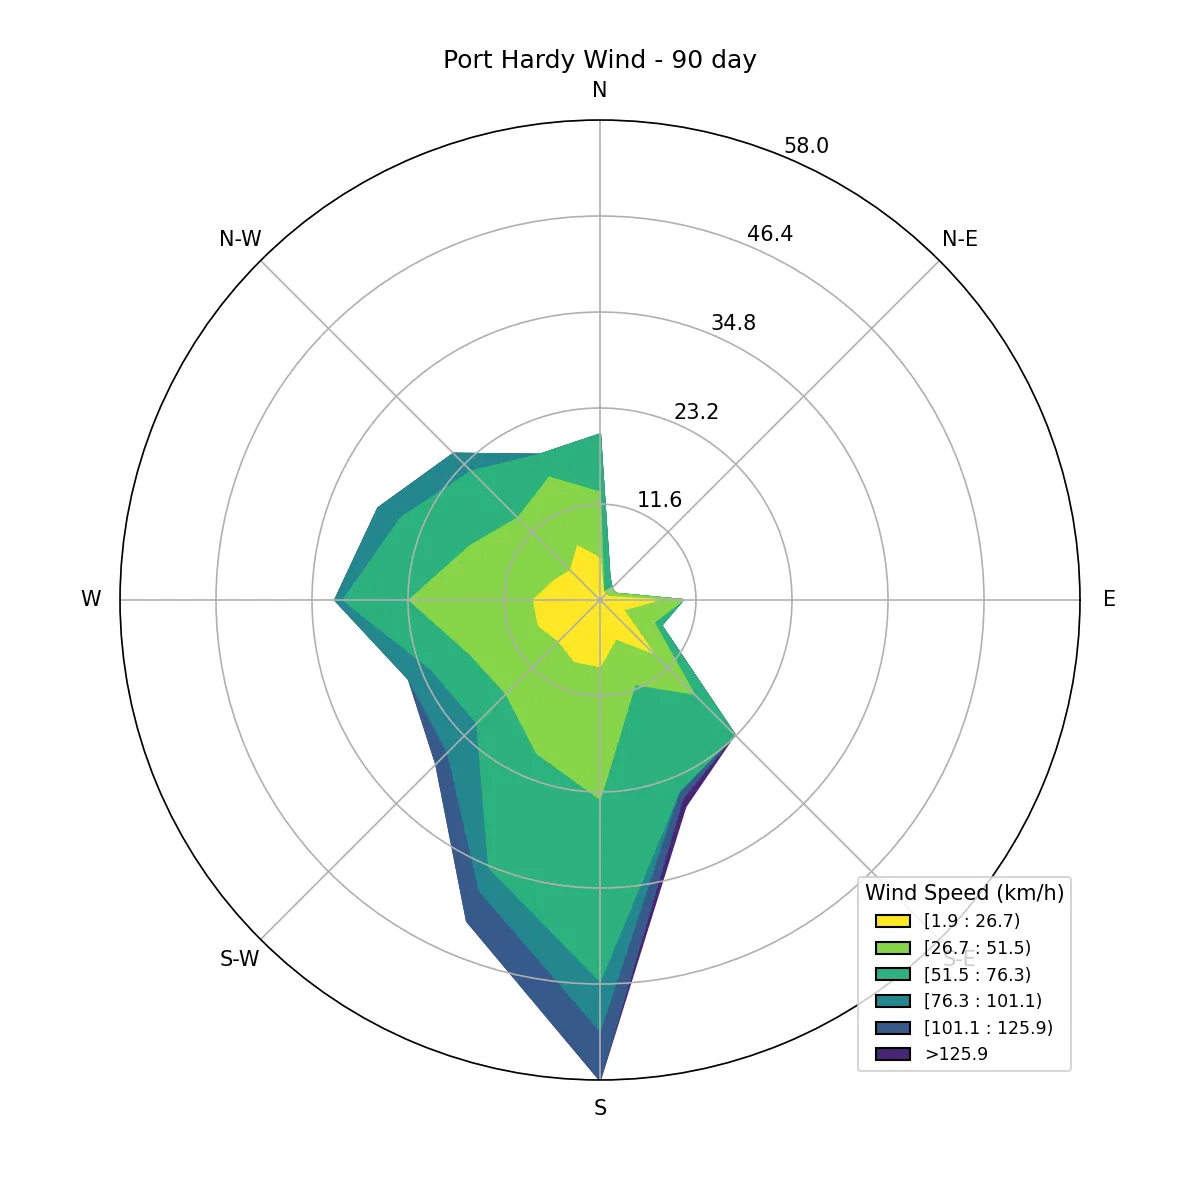 Port Hardy Wind - 90 day
N
58.0
N-W
46.4
N-E
34.8
23.2
11.6
W
E
S-W
S-E
S
Wind Speed (km/h)
[1.9 : 26.7)
[26.7 : 51.5)
[51.5 : 76.3)
[76.3 : 101.1)
[101.1 : 125.9)
>125.9